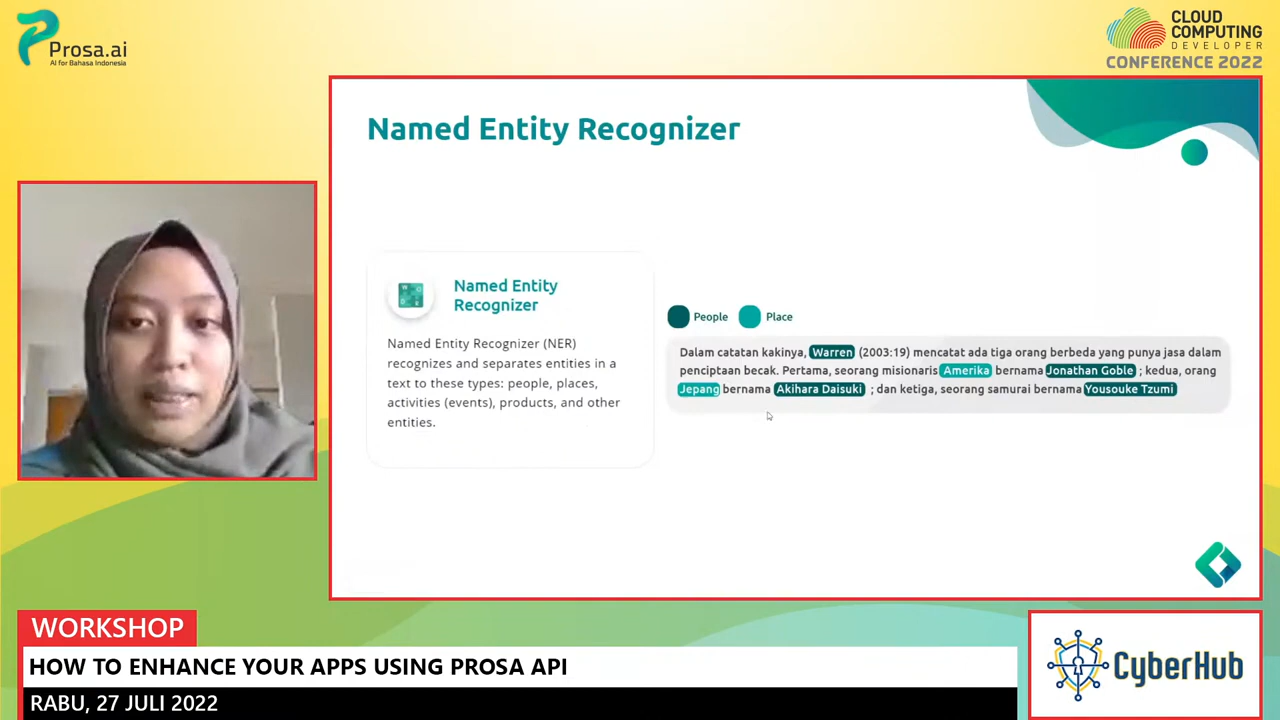 Prosa.ai
AI for Bahasa Indonesia
CLOUD
COMPUTING
DEVELOPER
CONFERENCE 2022
Named Entity Recognizer
Named Entity
Recognizer
Named Entity Recognizer (NER)
recognizes and separates entities in a
text to these types: people, places,
activities (events), products, and other
entities.
People Place
Dalam catatan kakinya, Warren (2003:19) mencatat ada tiga orang berbeda yang punya jasa dalam
penciptaan becak. Pertama, seorang misionaris Amerika bernama Jonathan Goble ; kedua, orang
Jepang bernama Akihara Daisuki ; dan ketiga, seorang samurai bernama Yousouke Tzumi
WORKSHOP
HOW TO ENHANCE YOUR APPS USING PROSA API
RABU, 27 JULI 2022
CyberHub